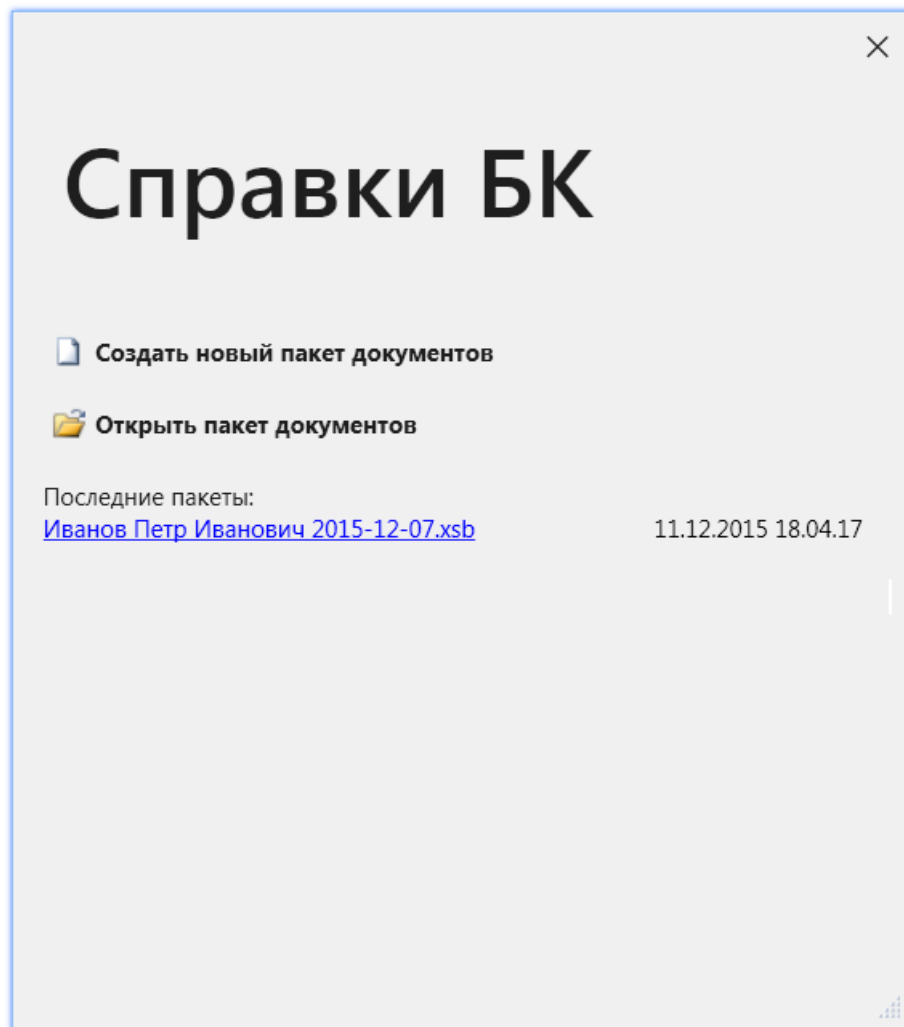 Справки БК
Создать новый пакет документов
Открыть пакет документов
Последние пакеты:
Иванов Петр Иванович 2015-12-07.xsb 11.12.2015 18.04.17